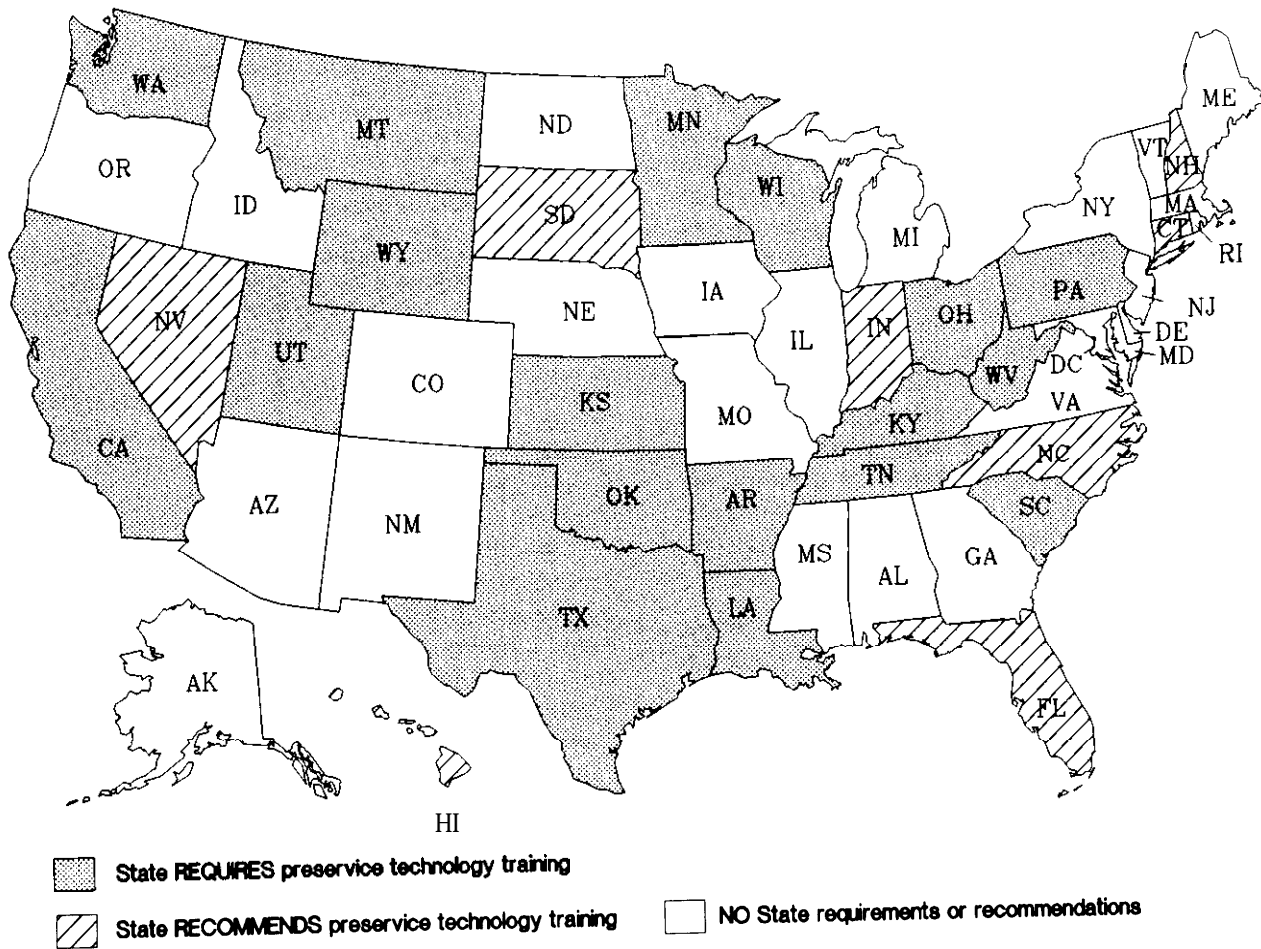 WA
MT
ND
MN
ME
VT
NH
OR
ID
SD
WI
NY
MA
CT
MI
RI
WY
IA
PA
NJ
NV
NE
OH
DE
UT
IL
IN
MD
CO
WV
DC
KS
MO
VA
CA
KY
NC
TN
AZ
NM
OK
AR
SC
MS
AL
GA
TX
LA
AK
FL
HI
State REQUIRES preservice technology training
State RECOMMENDS preservice technology training
NO State requirements or recommendations